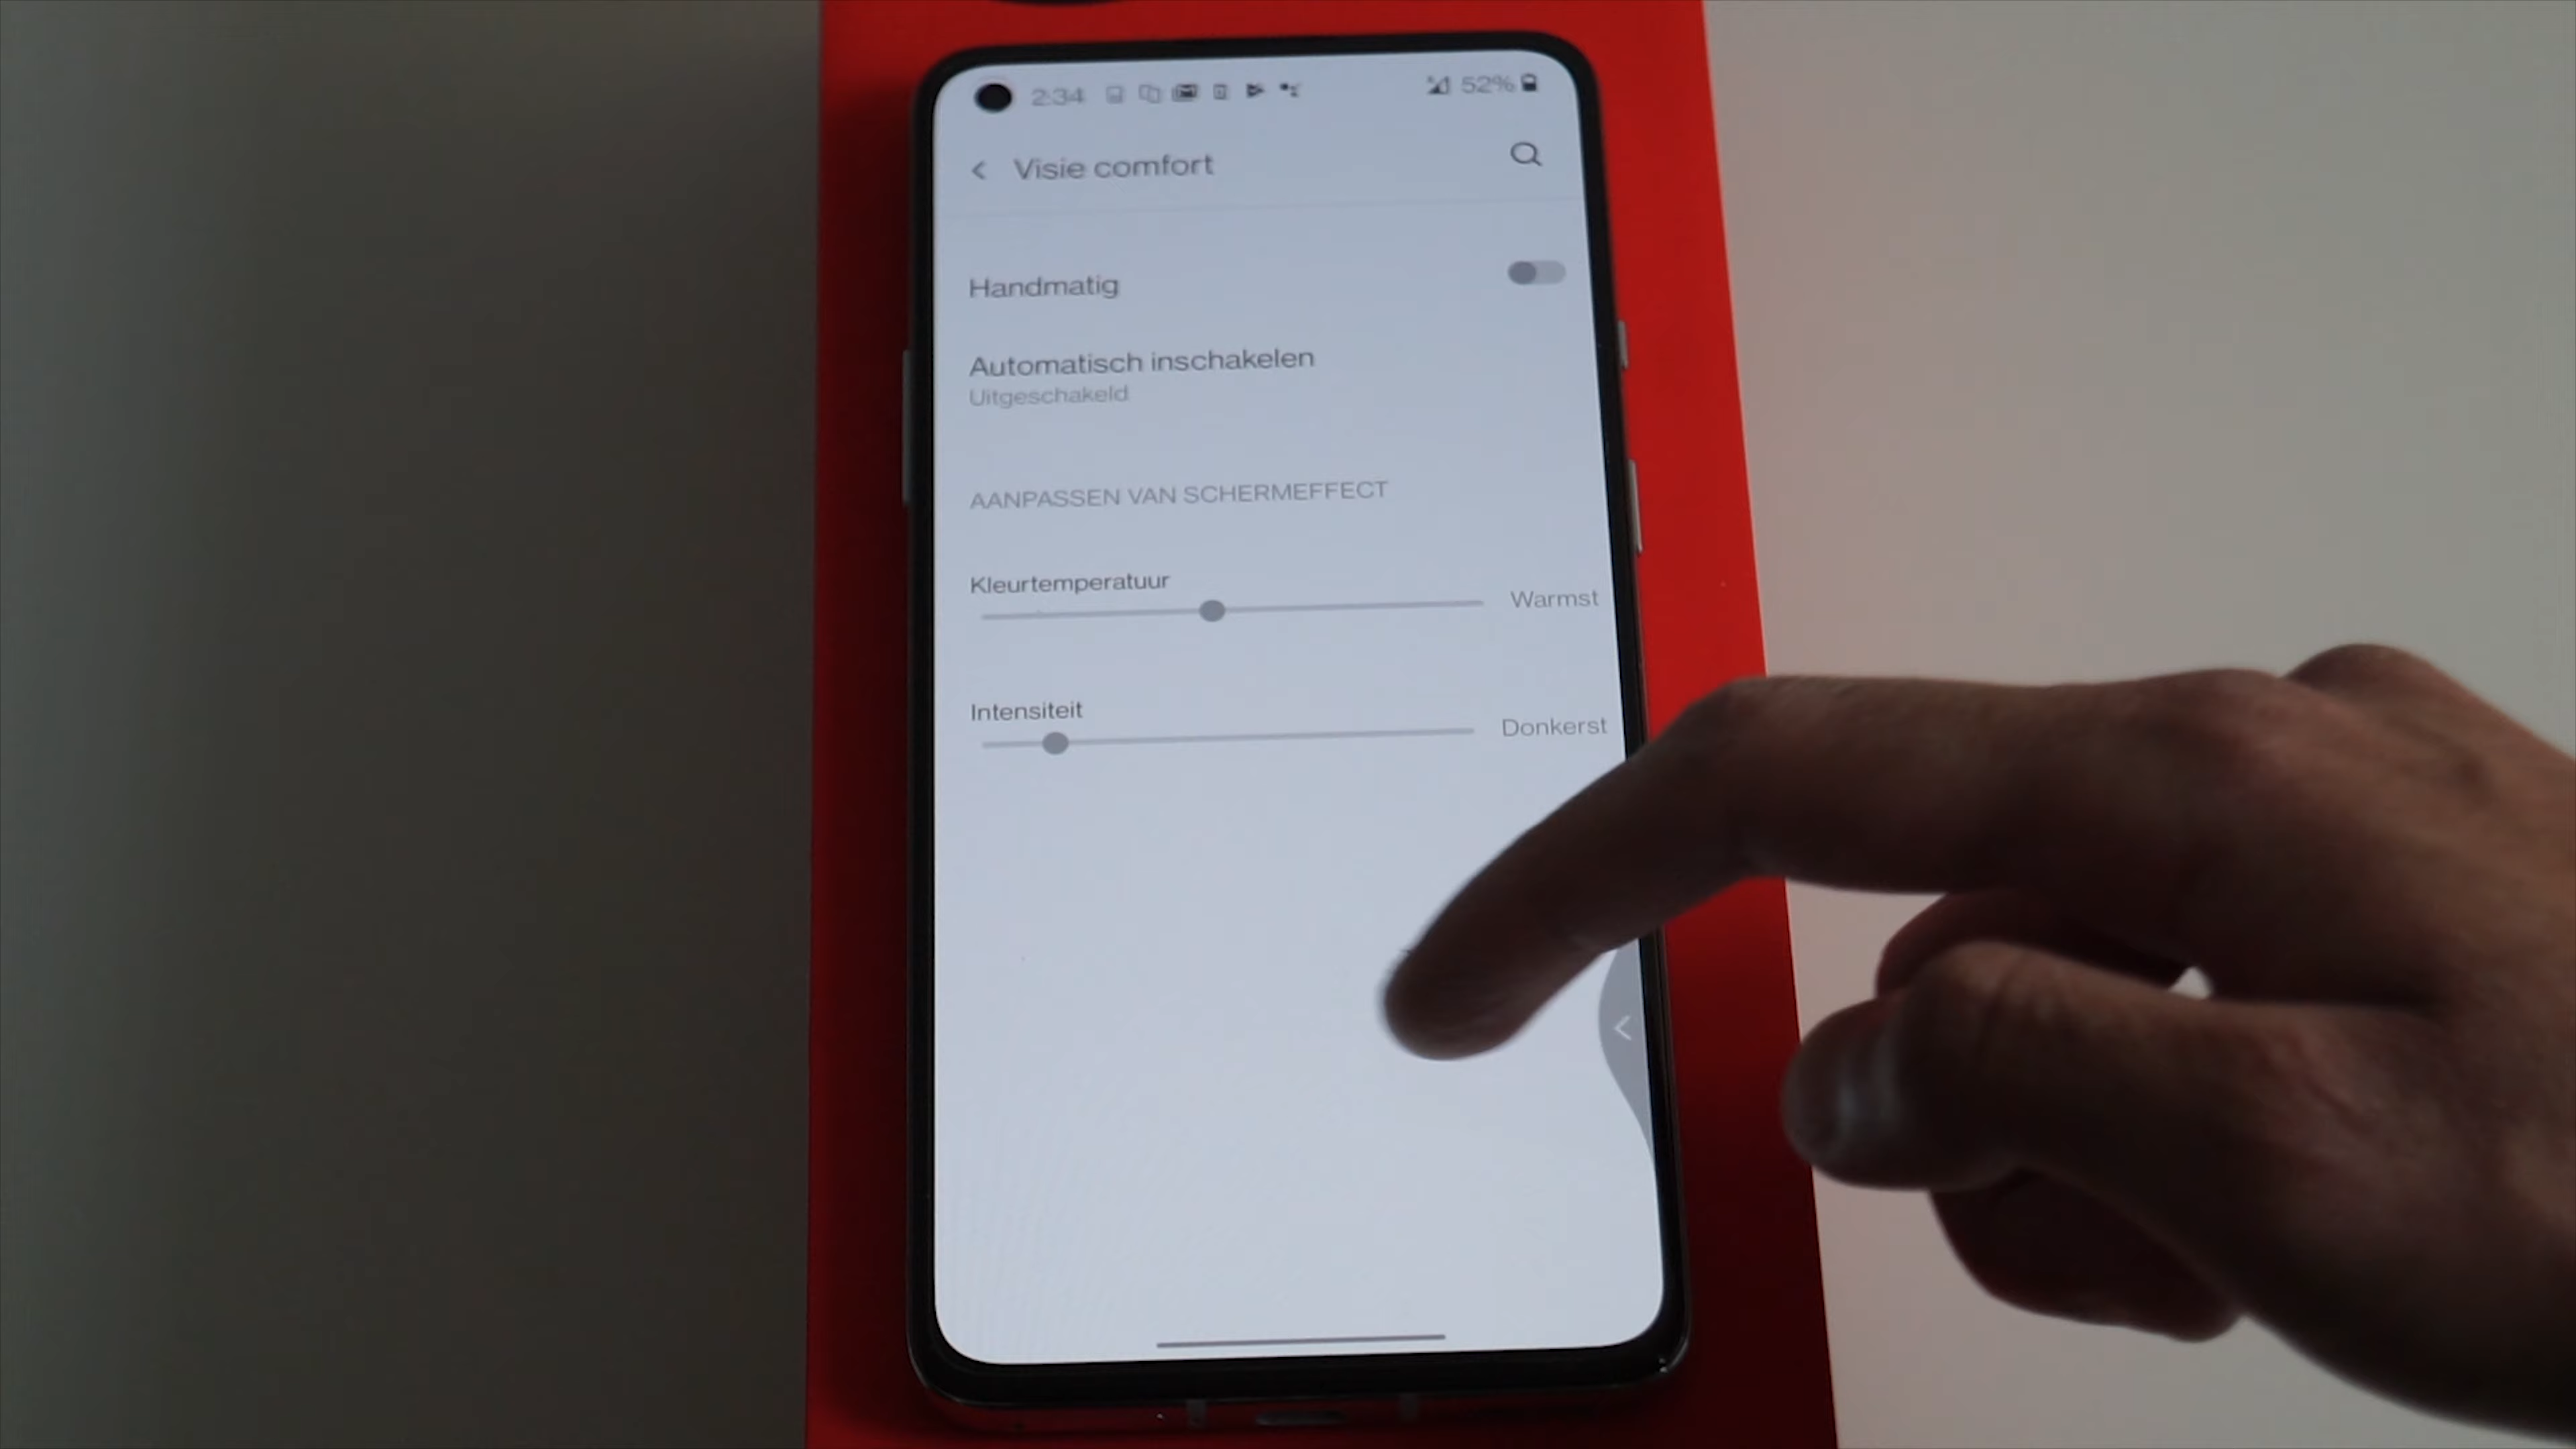 2:34 52%
Visie comfort
Handmatig
Automatisch inschakelen
Uitgeschakeld
AANPASSEN VAN SCHERMEFFECT
Kleurtemperatuur
Warmst
Intensiteit
Donkerst